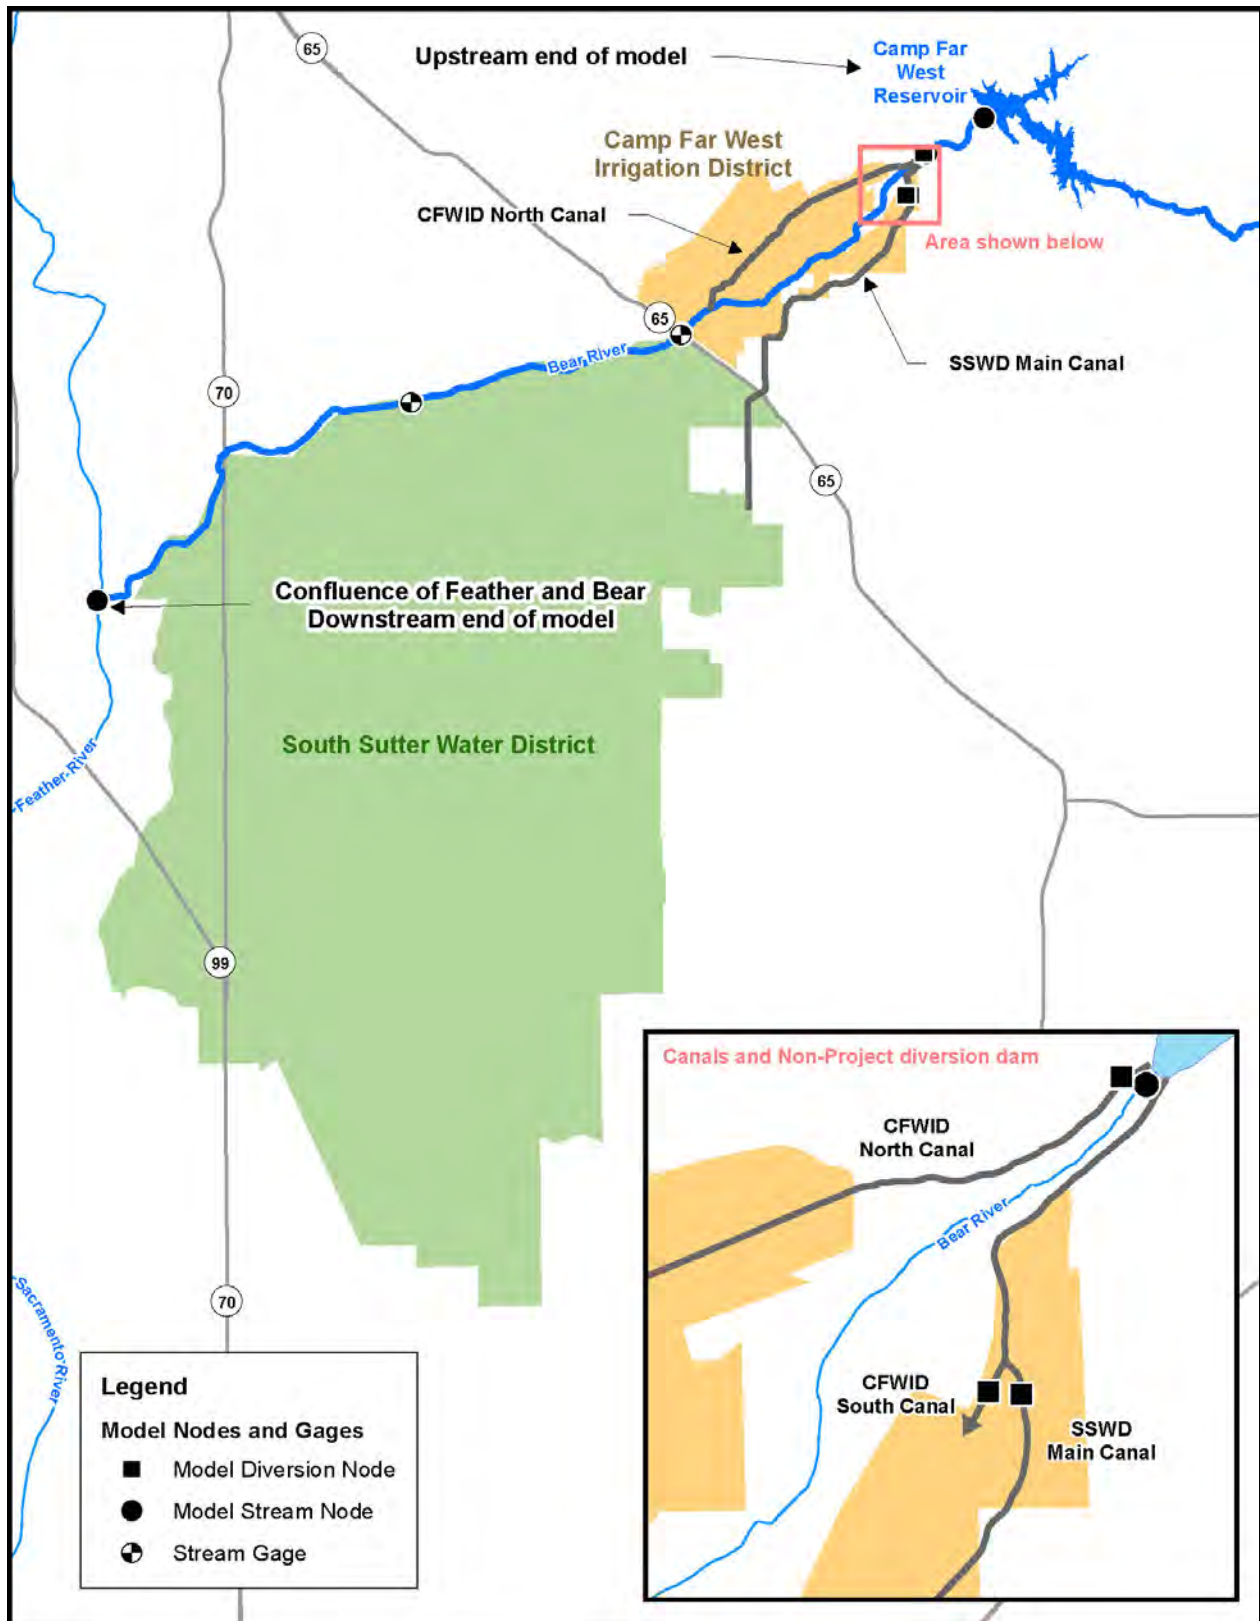 65
Upstream end of model
Camp Far
West
Reservoir
Camp Far West
Irrigation District
CFWID North Canal
Area shown below
65
Bear River
SSWD Main Canal
70
65
Confluence of Feather and Bear
Downstream end of model
South Sutter Water District
Feather River
99
70
Sacramento River
Canals and Non-Project diversion dam
CFWID
North Canal
Bear River
CFWID
South Canal
SSWD
Main Canal
Legend
Model Nodes and Gages
Model Diversion Node
Model Stream Node
Stream Gage